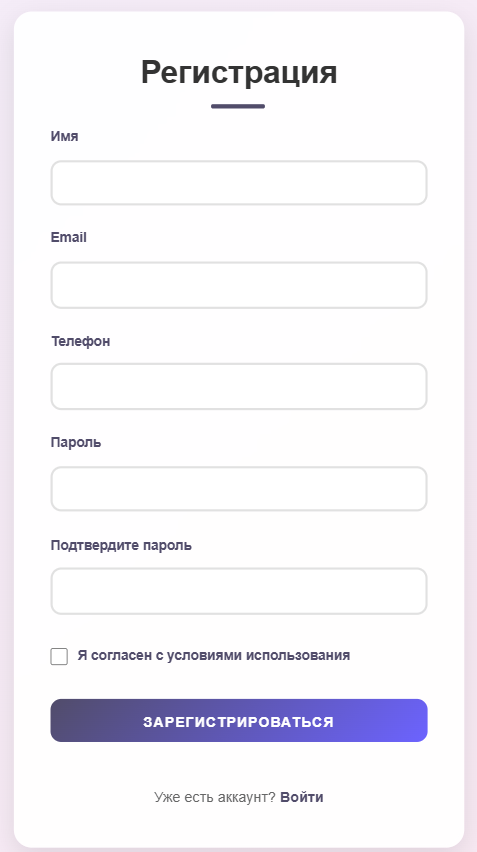 Регистрация
Имя
Email
Телефон
Пароль
Подтвердите пароль
Я согласен с условиями использования
ЗАРЕГИСТРИРОВАТЬСЯ
Уже есть аккаунт? Войти